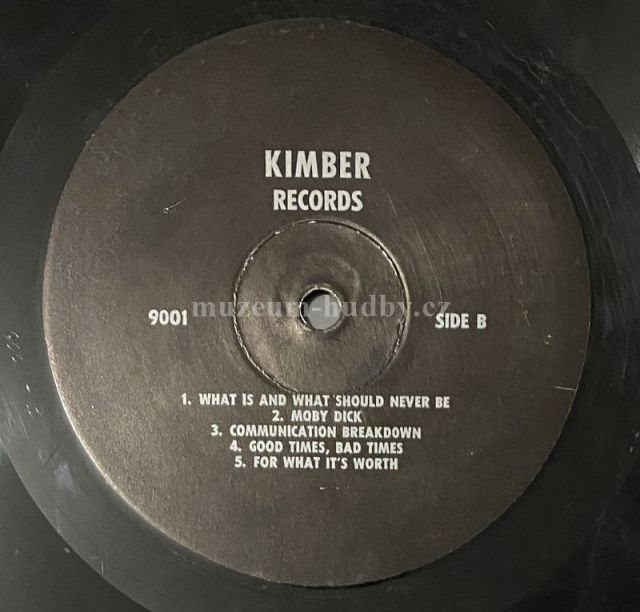 KIMBER
RECORDS
9001
muzeum-hudby.cz
SIDE B
1. WHAT IS AND WHAT SHOULD NEVER BE
2. MOBY DICK
3. COMMUNICATION BREAKDOWN
4. GOOD TIMES, BAD TIMES
5. FOR WHAT IT'S WORTH